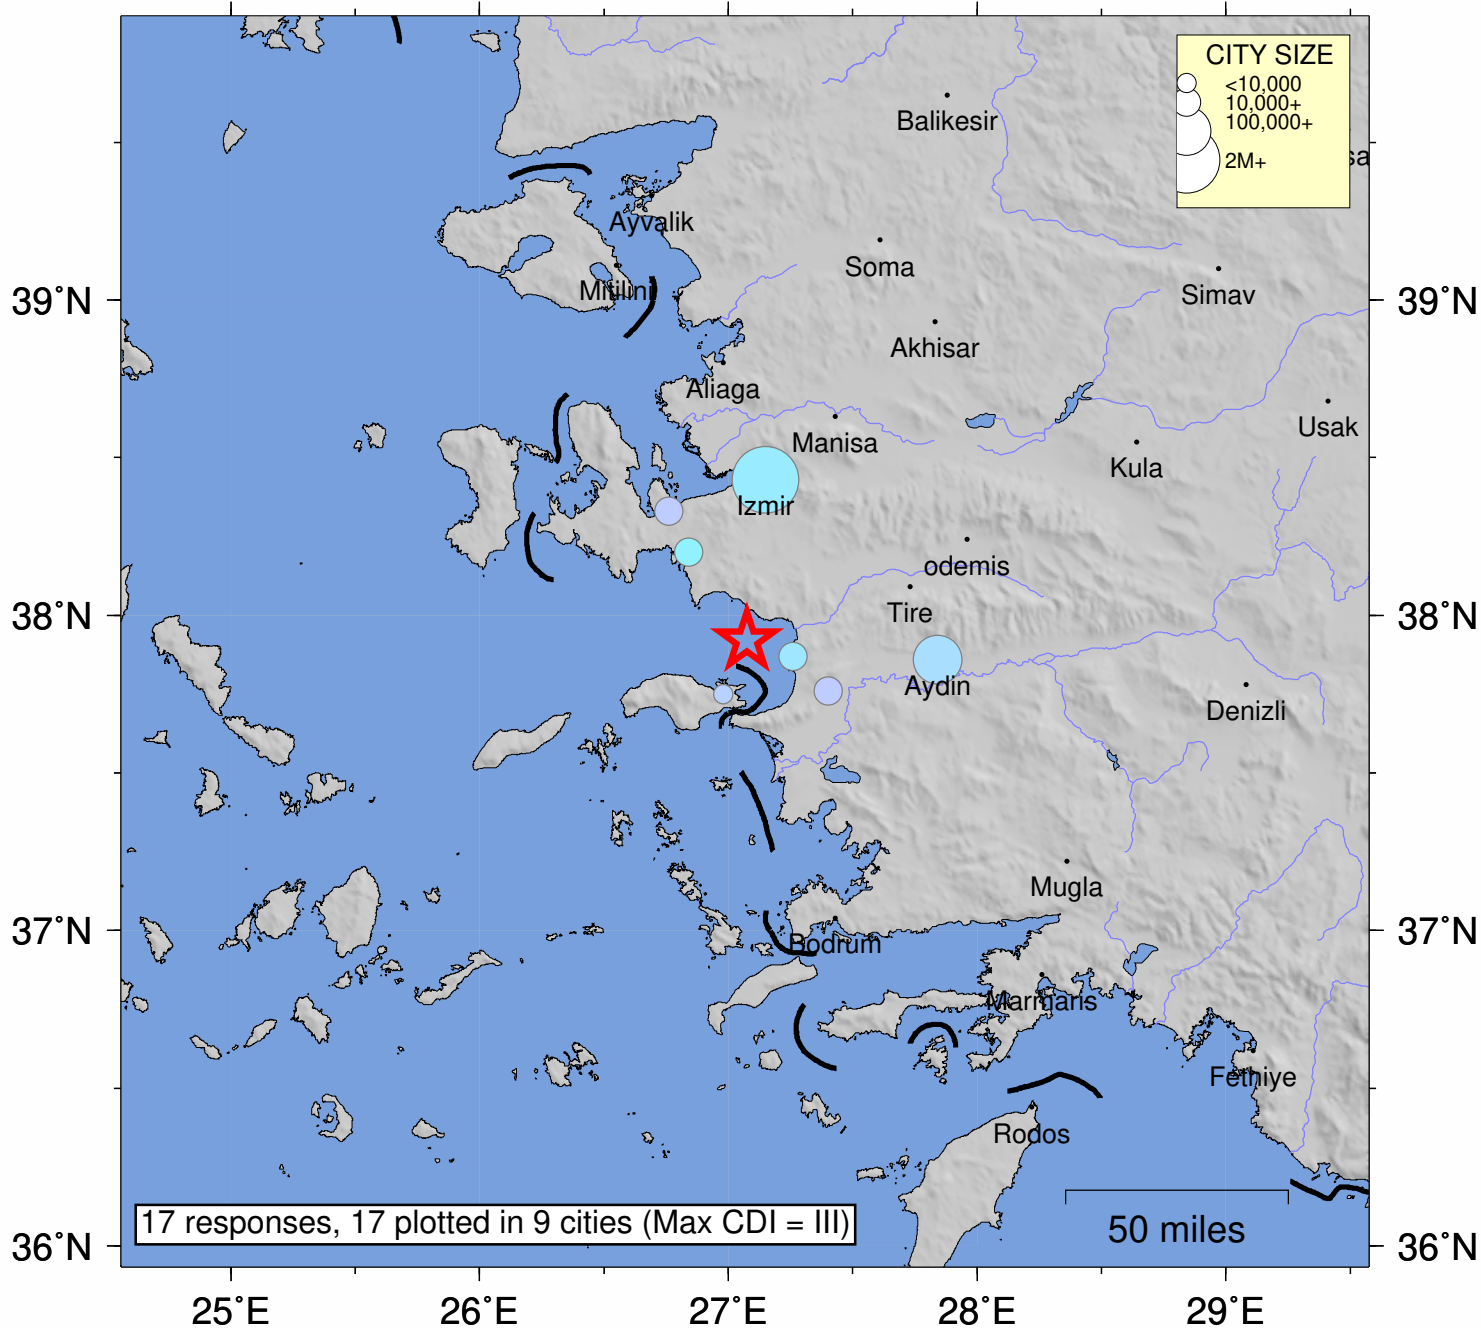 CITY SIZE
<10,000
10,000+
100,000+
2M+
sa
Balikesir
Ayvalik
Soma
Mitilini
Simav
39°N
39°N
Akhisar
Aliaga
Manisa
Usak
Kula
Izmir
odemis
38°N
Tire
38°N
Aydin
Denizli
Mugla
37°N
Bodrum
37°N
Marmaris
Fethiye
Rodos
17 responses, 17 plotted in 9 cities (Max CDI = III)
50 miles
36°N
36°N
25°E
26°E
27°E
28°E
29°E